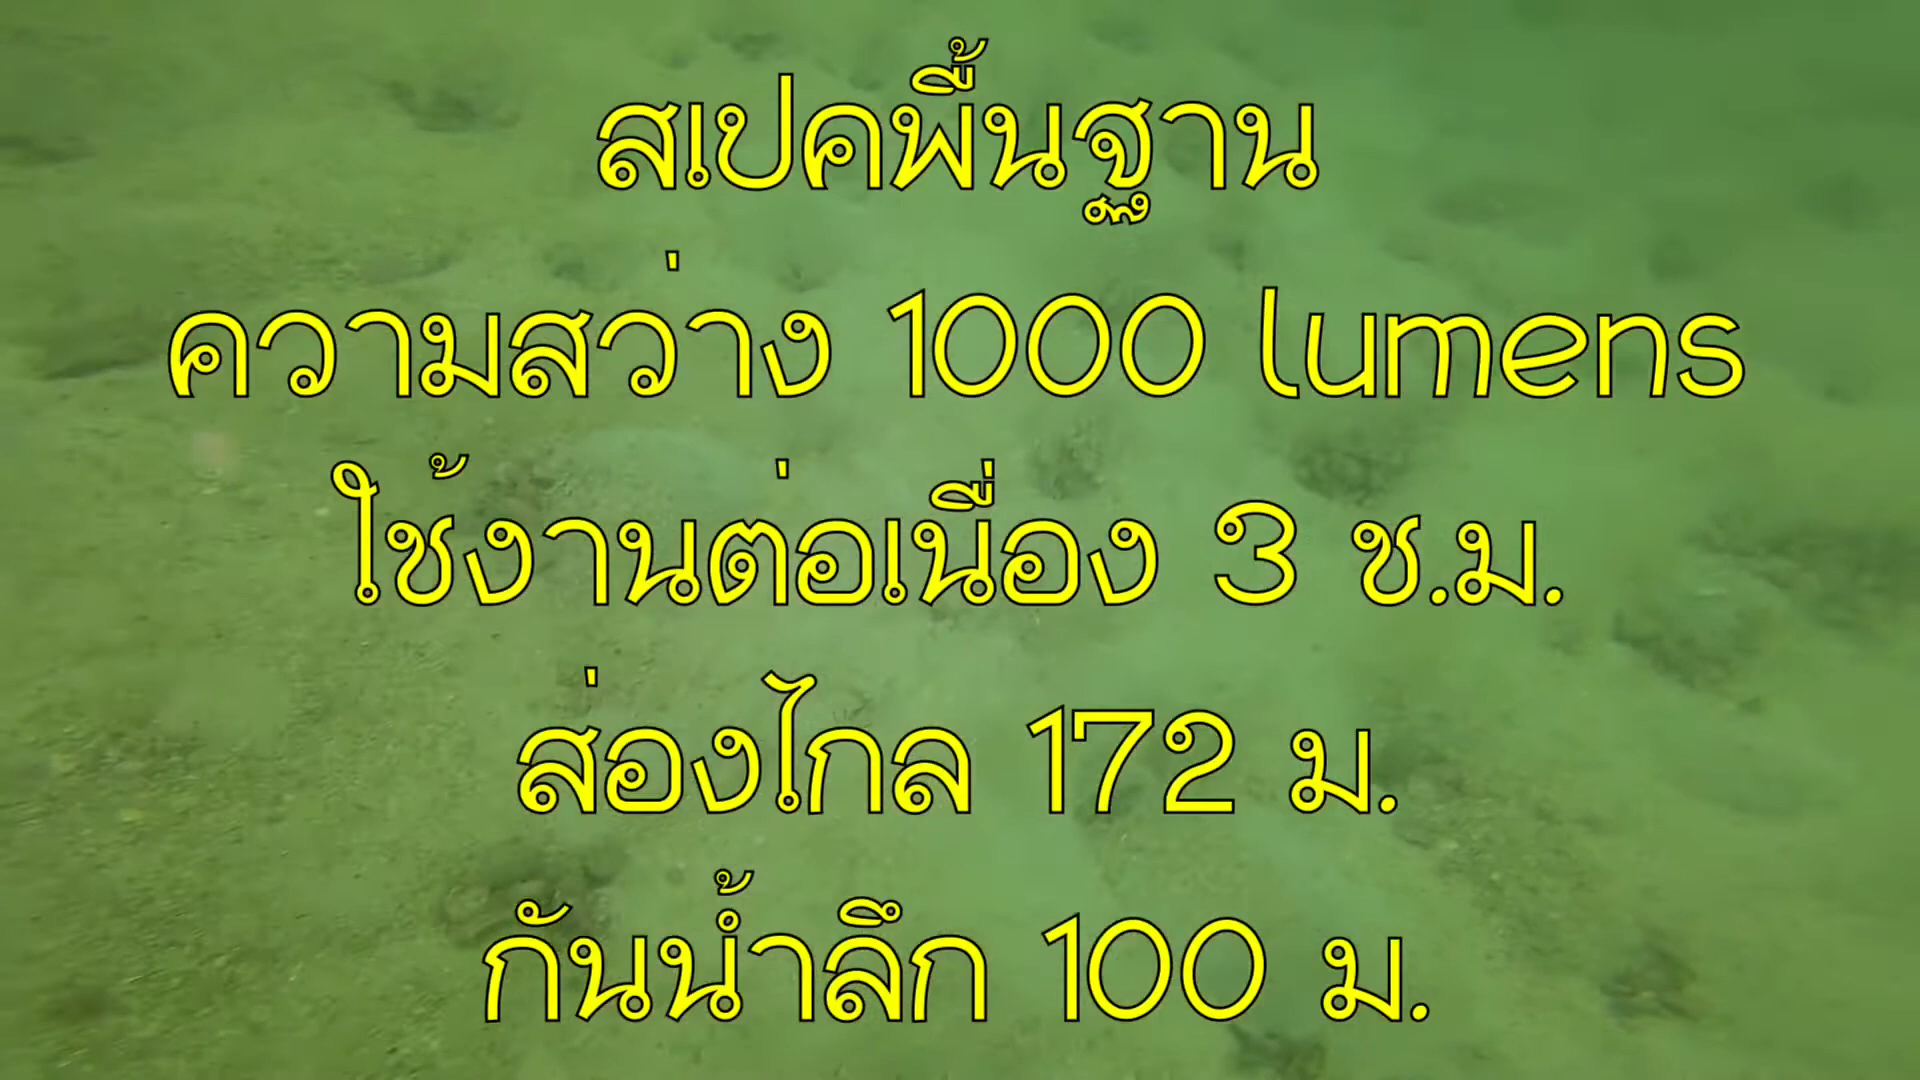 สเปคพื้นฐาน
ความสว่าง 1000 lumens
ใช้งานต่อเนื่อง 3 ช.ม.
ส่องไกล 172 ม.
กันน้ำลึก 100 ม.